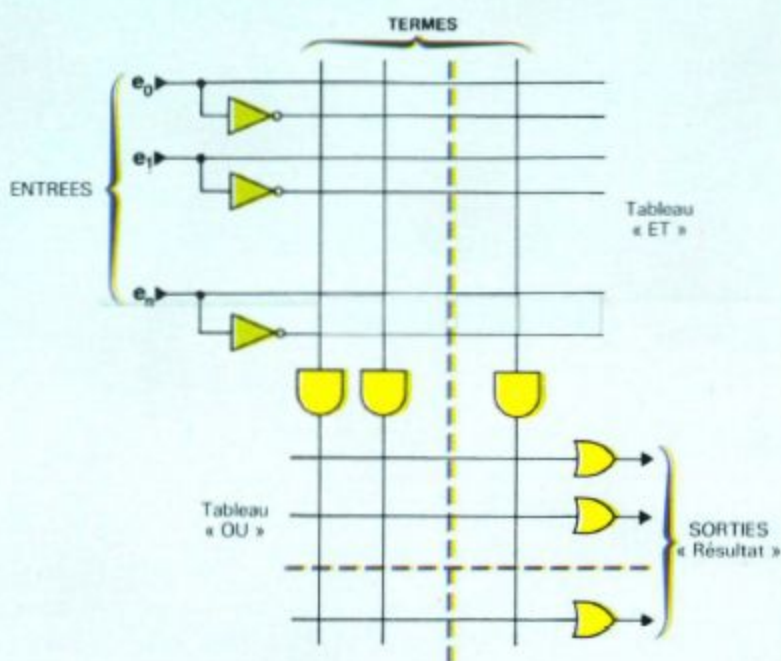 TERMES
e0
e1
ENTREES
Tableau
« ET »
en
Tableau
« OU »
SORTIES
« Résultat »